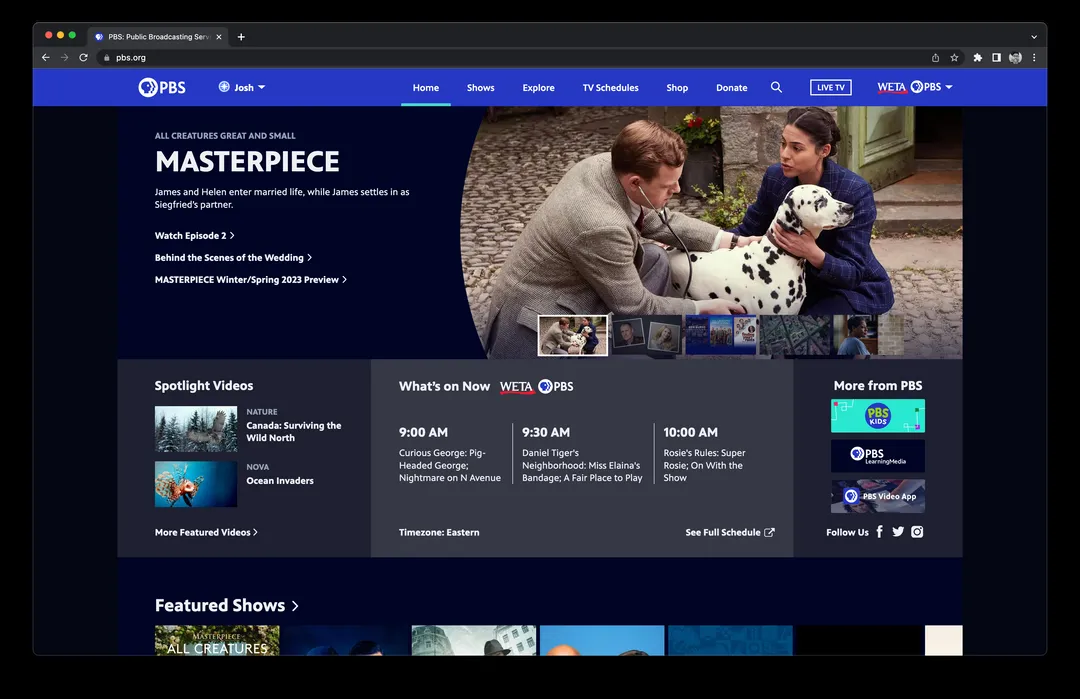 PBS: Public Broadcasting Serv
pbs.org
PBS
Josh
Home
Shows
Explore
TV Schedules
Shop
Donate
LIVE TV
WETA PBS
ALL CREATURES GREAT AND SMALL
MASTERPIECE
James and Helen enter married life, while James settles in as
Siegfried's partner.
Watch Episode 2
Behind the Scenes of the Wedding
MASTERPIECE Winter/Spring 2023 Preview
Spotlight Videos
NATURE
Canada: Surviving the
Wild North
NOVA
Ocean Invaders
More Featured Videos
What's on Now WETA PBS
9:00 AM
Curious George: Pig-
Headed George;
Nightmare on N Avenue
9:30 AM
Daniel Tiger's
Neighborhood: Miss Elaina's
Bandage; A Fair Place to Play
10:00 AM
Rosie's Rules: Super
Rosie; On With the
Show
Timezone: Eastern
See Full Schedule
More from PBS
PBS
KIDS
PBS
LearningMedia
PBS Video App
Follow Us
Featured Shows
MASTERPIECE
ALL CREATURES